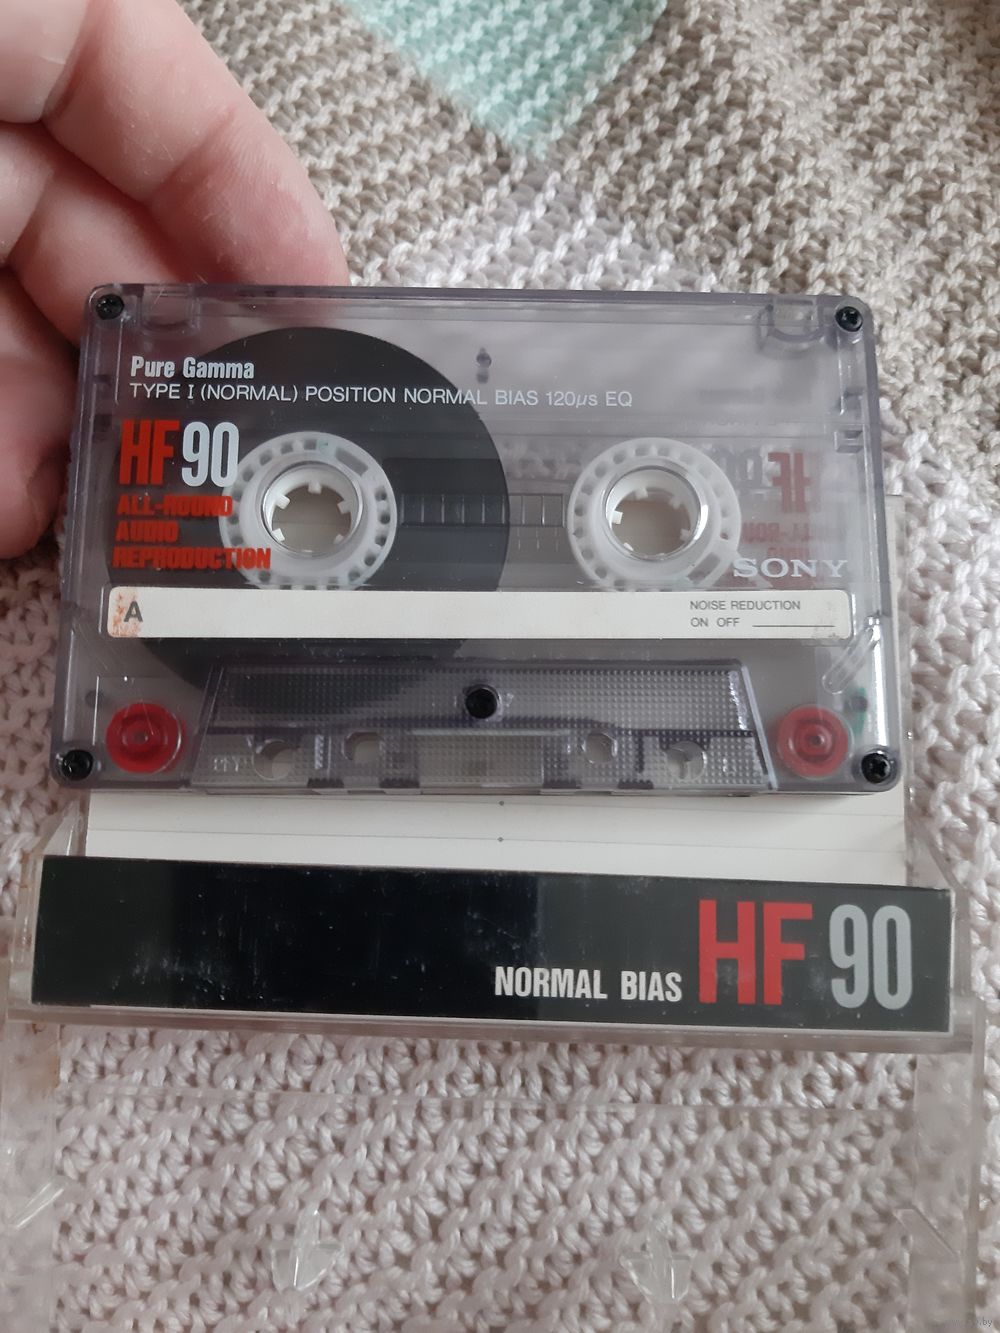 Pure Gamma
TYPE I (NORMAL) POSITION NORMAL BIAS 120µs EQ
HF 90
ALL-ROUND
AUDIO
REPRODUCTION
SONY
A
NOISE REDUCTION
ON OFF
NORMAL BIAS HF 90